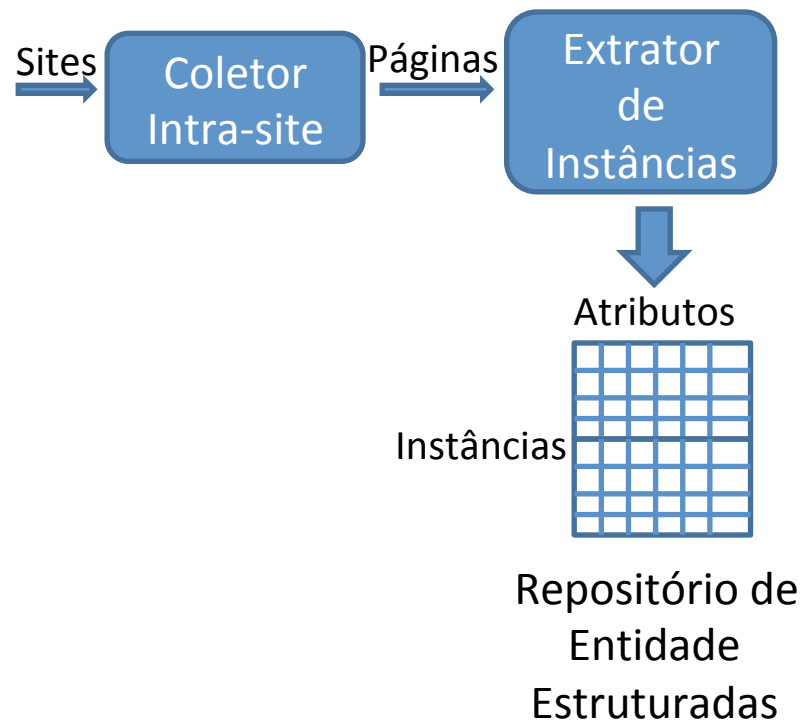 Sites
Coletor
Intra-site
Páginas
Extrator
de
Instâncias
Atributos
Instâncias
Repositório de
Entidade
Estruturadas